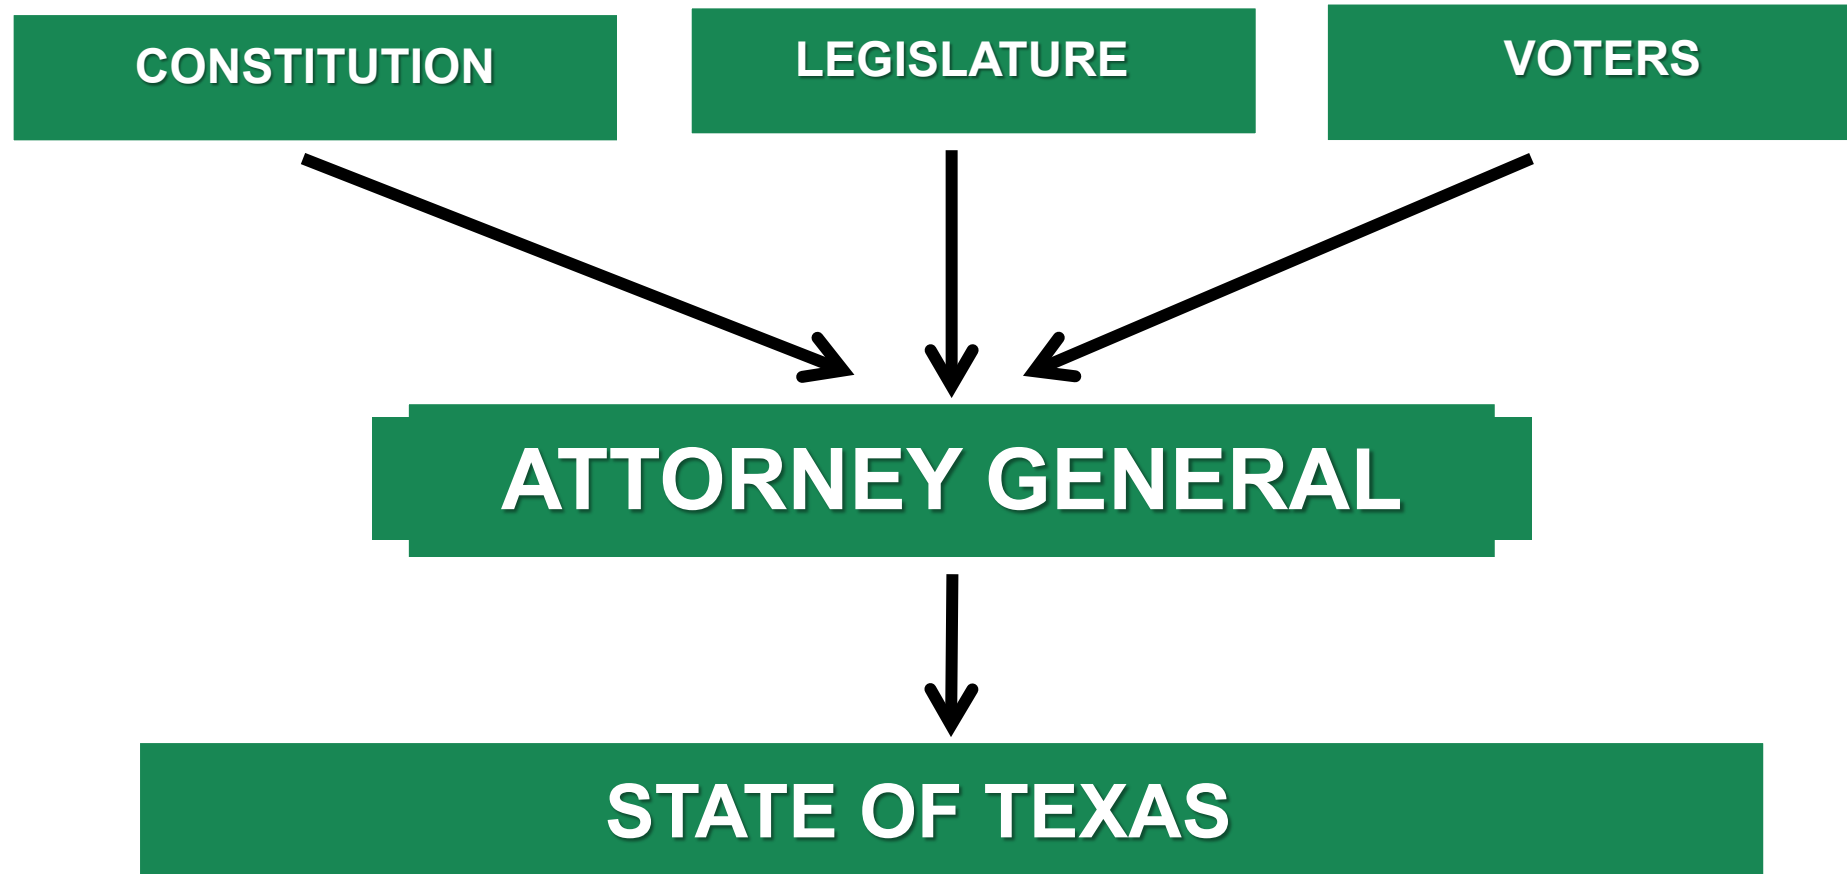 CONSTITUTION
LEGISLATURE
VOTERS
ATTORNEY GENERAL
STATE OF TEXAS